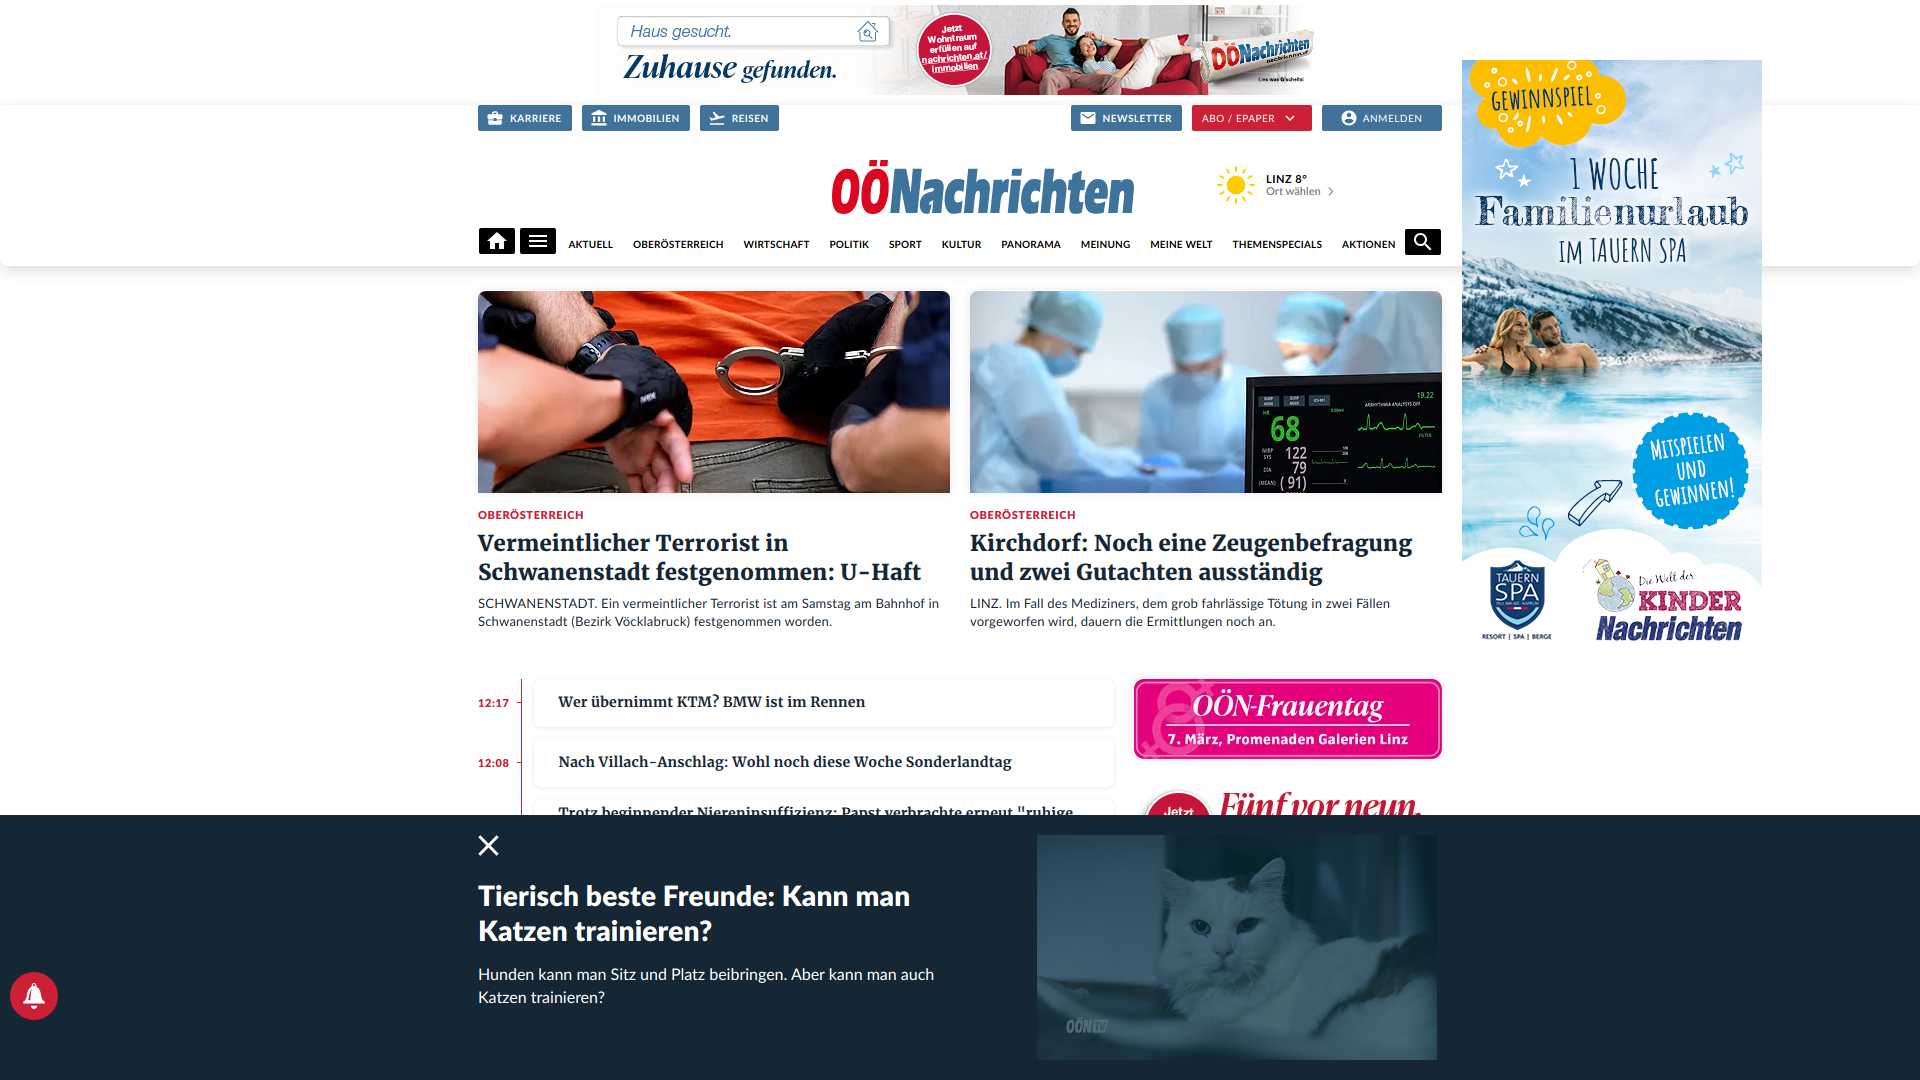 Haus gesucht.
Zuhause gefunden.
Jetzt
Wohntraum
erfüllen auf
nachrichten.at/
immobilien
OÖNachrichten
Lies was G'scheites!
KARRIERE
IMMOBILIEN
REISEN
NEWSLETTER
ABO / EPAPER
ANMELDEN
OÖNachrichten
LINZ 8°
Ort wählen
AKTUELL
OBERÖSTERREICH
WIRTSCHAFT
POLITIK
SPORT
KULTUR
PANORAMA
MEINUNG
MEINE WELT
THEMENSPECIALS
AKTIONEN
GEWINNSPIEL
1 WOCHE
Familienurlaub
IM TAUERN SPA
MITSPIELEN
UND
GEWINNEN!
TAUERN
SPA
RESORT | SPA | BERGE
Die Welt der
KINDER
Nachrichten
19.22
68
122
79
(91)
OBERÖSTERREICH
Vermeintlicher Terrorist in
Schwanenstadt festgenommen: U-Haft
SCHWANENSTADT. Ein vermeintlicher Terrorist ist am Samstag am Bahnhof in
Schwanenstadt (Bezirk Vöcklabruck) festgenommen worden.
OBERÖSTERREICH
Kirchdorf: Noch eine Zeugenbefragung
und zwei Gutachten ausständig
LINZ. Im Fall des Mediziners, dem grob fahrlässige Tötung in zwei Fällen
vorgeworfen wird, dauern die Ermittlungen noch an.
12:17
Wer übernimmt KTM? BMW ist im Rennen
12:08
Nach Villach-Anschlag: Wohl noch diese Woche Sonderlandtag
Trotz beginnender Niereninsuffizienz: Papst verbrachte erneut "ruhige
OÖN-Frauentag
7. März, Promenaden Galerien Linz
Jetzt
Fünf vor neun.
Tierisch beste Freunde: Kann man
Katzen trainieren?
Hunden kann man Sitz und Platz beibringen. Aber kann man auch
Katzen trainieren?
OÖN TV